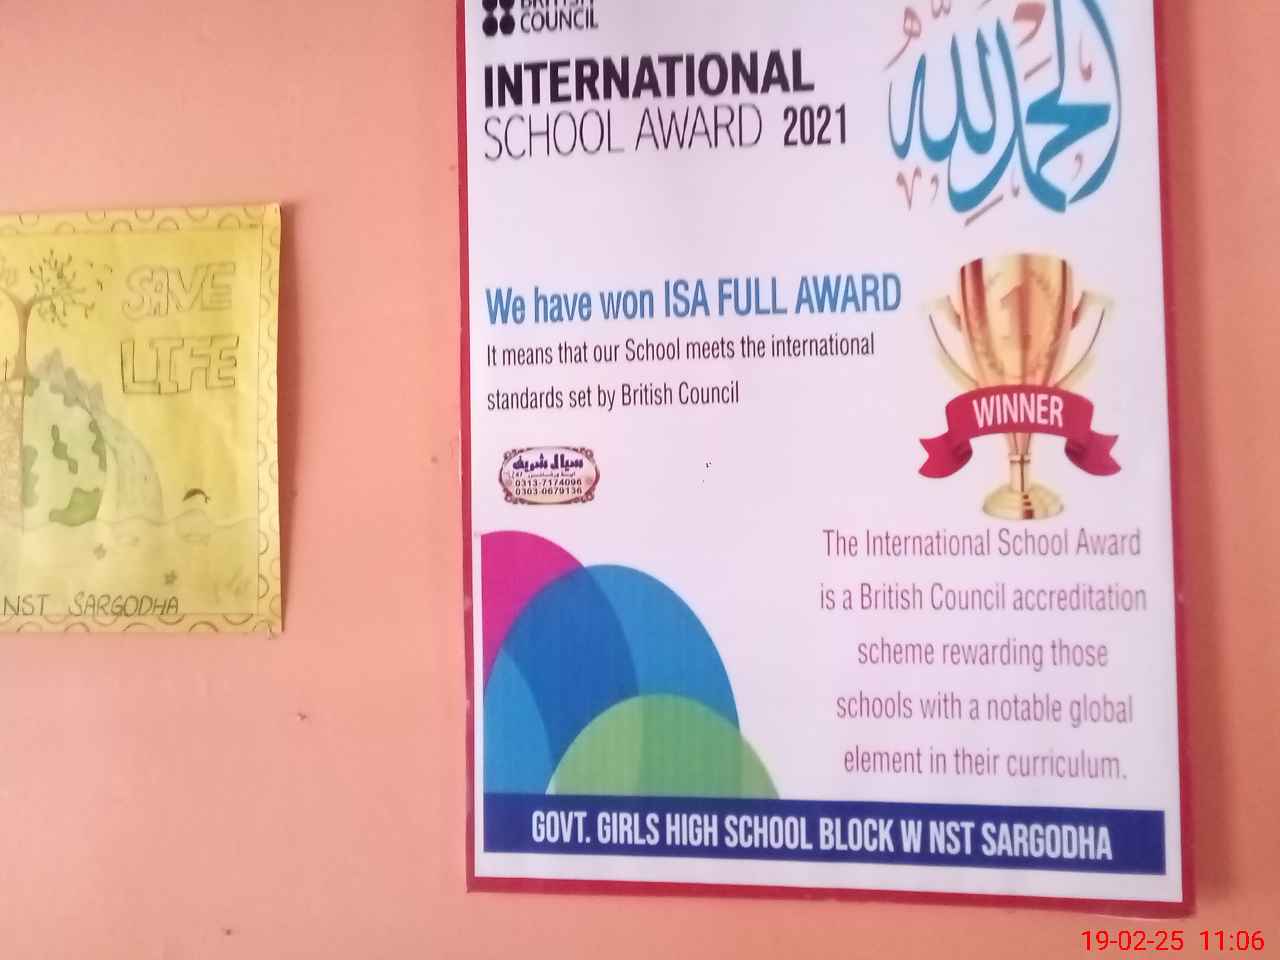 BRITISH
COUNCIL
INTERNATIONAL
SCHOOL AWARD 2021
الحمد لله
We have won ISA FULL AWARD
It means that our School meets the international
standards set by British Council
سیال شریف
0313-7174096
0303-0679136
WINNER
The International School Award
is a British Council accreditation
scheme rewarding those
schools with a notable global
element in their curriculum.
GOVT. GIRLS HIGH SCHOOL BLOCK W NST SARGODHA
SAVE
LIFE
NST SARGODHA
19-02-25 11:06